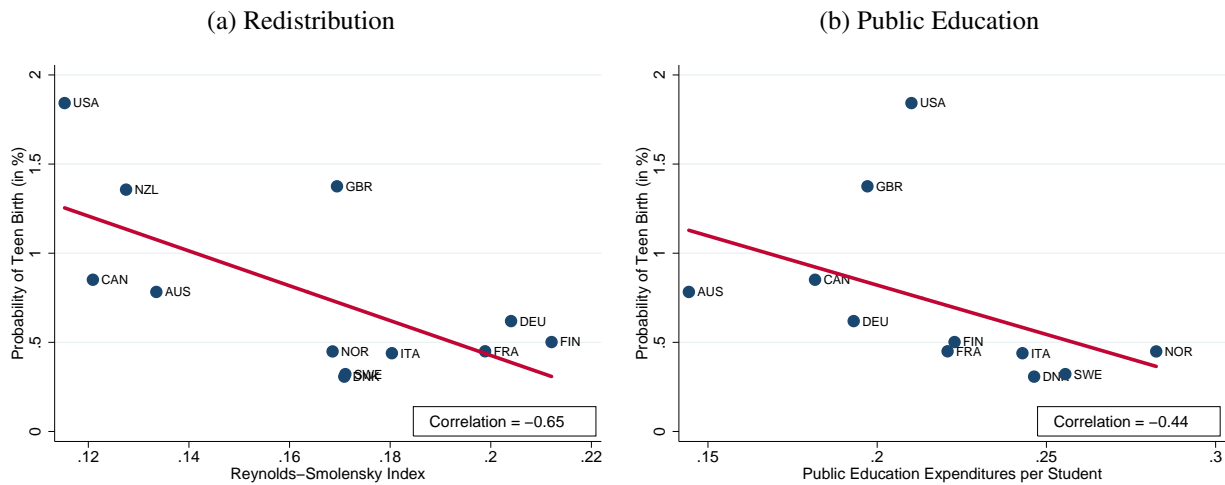 (a) Redistribution
Probability of Teen Birth (in %)
2
1.5
1
.5
0
USA
NZL
GBR
CAN
AUS
DEU
FIN
NOR
ITA
FRA
SWE
DNK
Correlation = −0.65
.12 .14 .16 .18 .2 .22
Reynolds−Smolensky Index
(b) Public Education
Probability of Teen Birth (in %)
2
1.5
1
.5
0
USA
GBR
CAN
AUS
DEU
FIN
FRA
ITA
NOR
DNK
SWE
Correlation = −0.44
.15 .2 .25 .3
Public Education Expenditures per Student